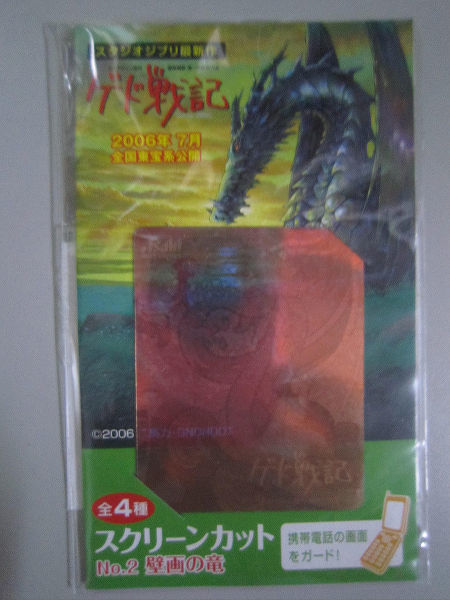 スタジオジブリ最新作
ゲド戦記
2006年 7月
全国東宝系公開
©2006
ゲド戦記
全4種
スクリーンカット
No.2 壁画の竜
携帯電話の画面
をガード!